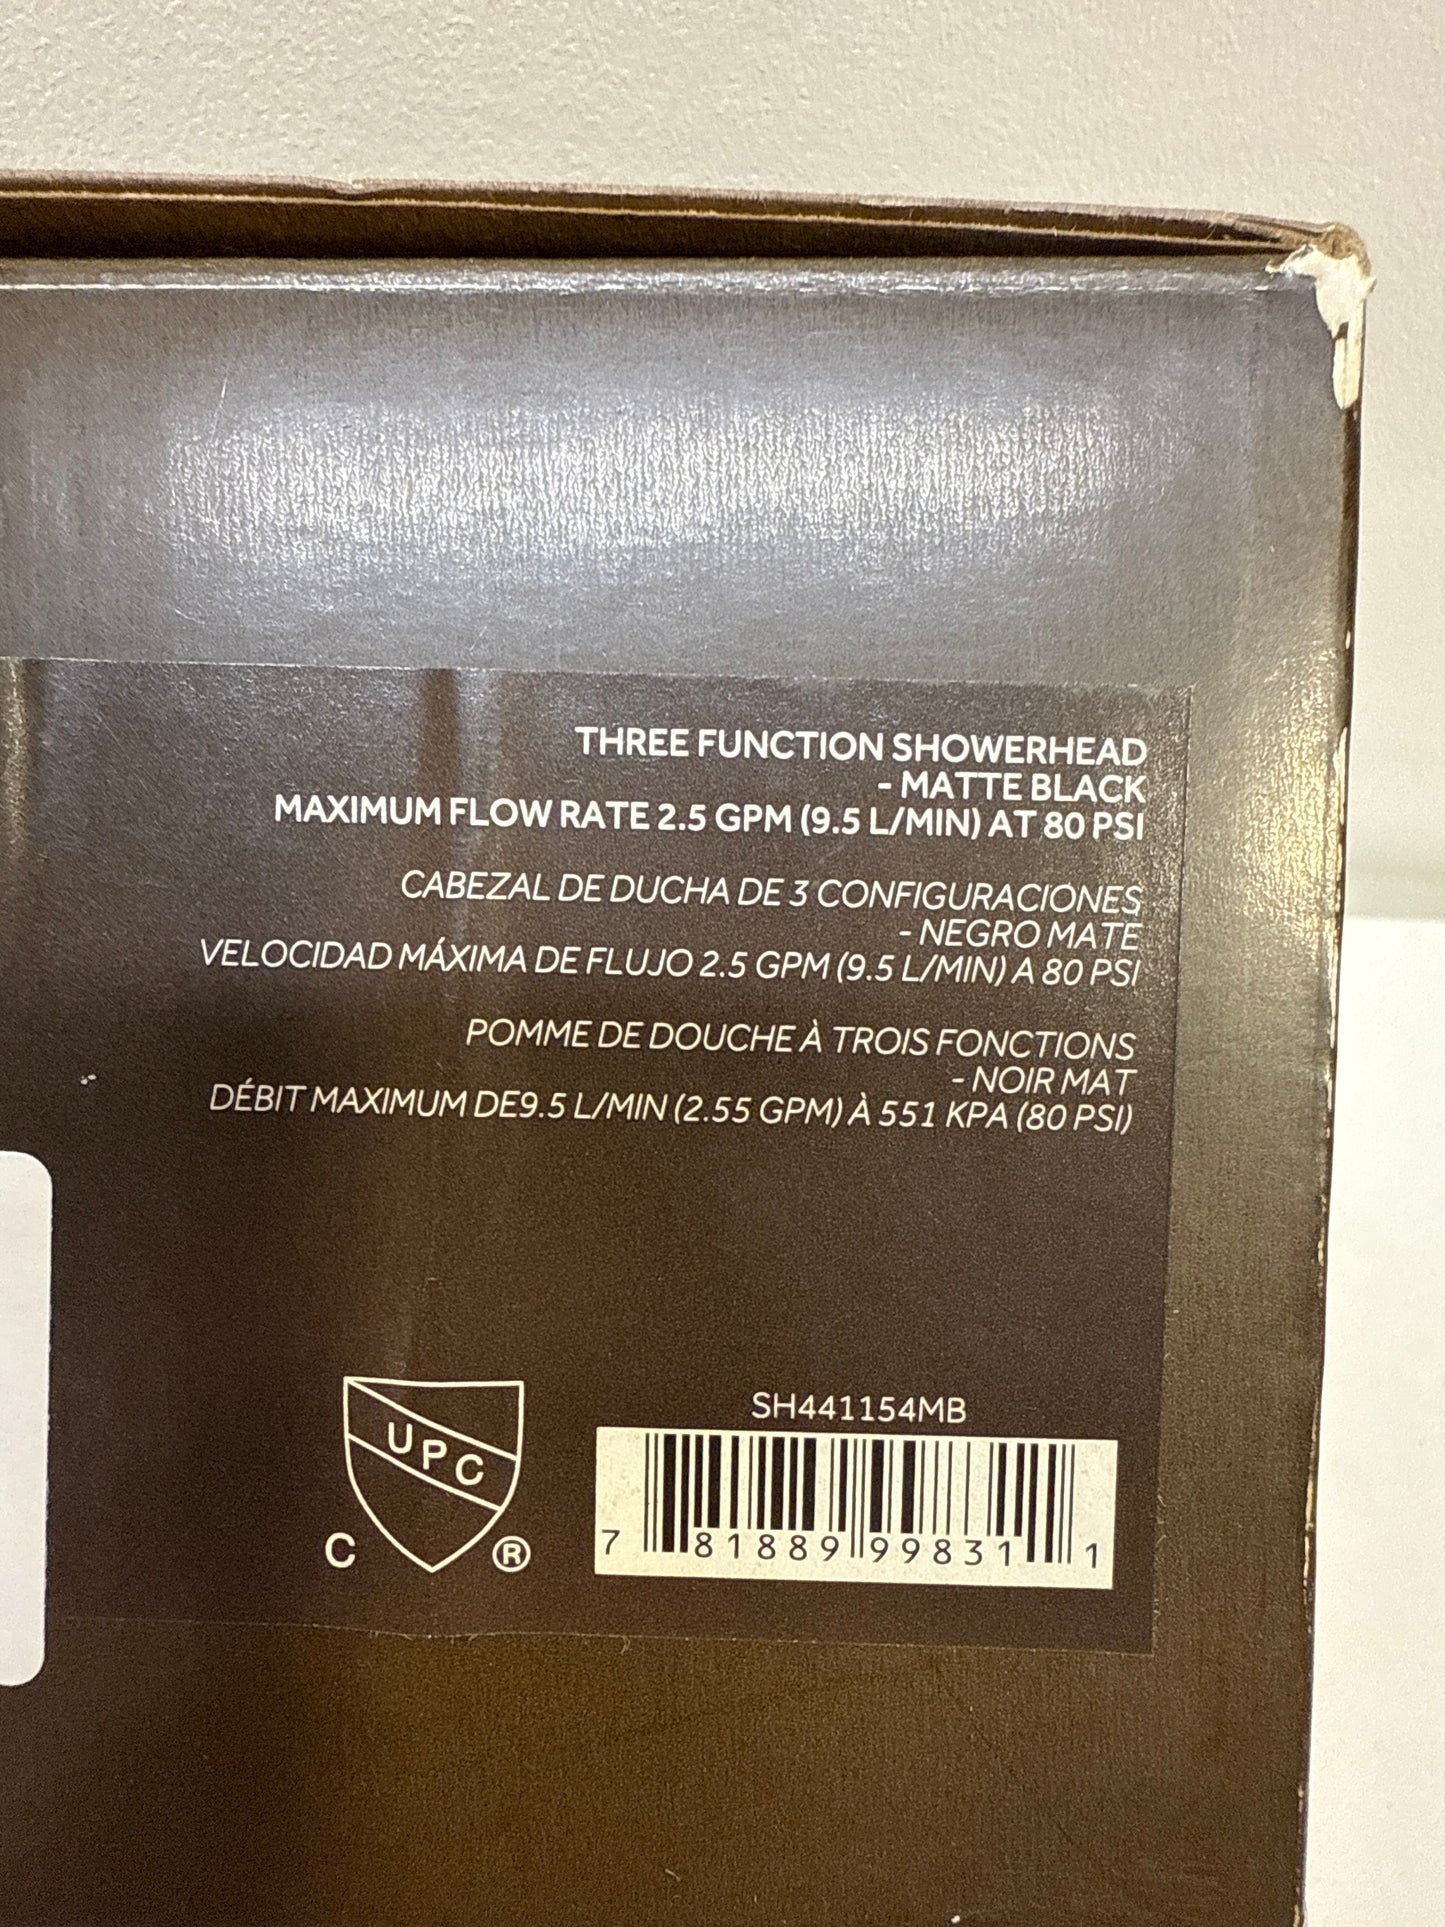 THREE FUNCTION SHOWERHEAD
- MATTE BLACK
MAXIMUM FLOW RATE 2.5 GPM (9.5 L/MIN) AT 80 PSI
CABEZAL DE DUCHA DE 3 CONFIGURACIONES
- NEGRO MATE
VELOCIDAD MÁXIMA DE FLUJO 2.5 GPM (9.5 L/MIN) A 80 PSI
POMME DE DOUCHE À TROIS FONCTIONS
- NOIR MAT
DÉBIT MAXIMUM DE9.5 L/MIN (2.55 GPM) À 551 KPA (80 PSI)
UPC
C ®
SH441154MB
7 81889 99831 1